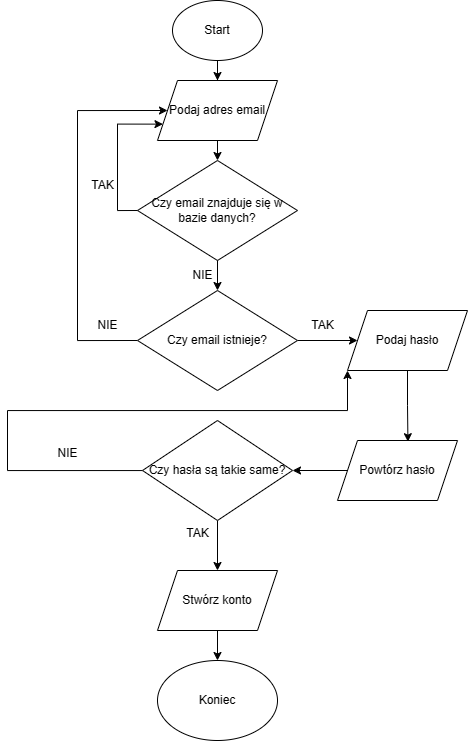 Start
Podaj adres email
TAK
Czy email znajduje się w
bazie danych?
NIE
NIE
Czy email istnieje?
TAK
Podaj hasło
NIE
Czy hasła są takie same?
Powtórz hasło
TAK
Stwórz konto
Koniec